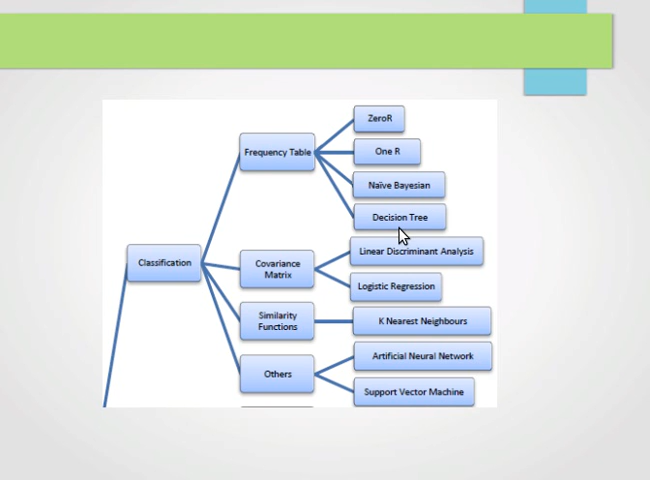 ZeroR
Frequency Table
One R
Naïve Bayesian
Decision Tree
Classification
Covariance
Matrix
Linear Discriminant Analysis
Logistic Regression
Similarity
Functions
K Nearest Neighbours
Others
Artificial Neural Network
Support Vector Machine